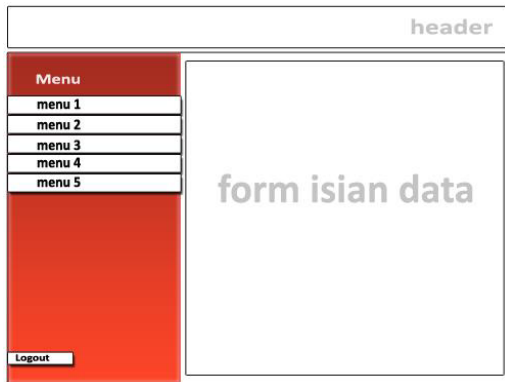 header
Menu
menu 1
menu 2
menu 3
menu 4
menu 5
form isian data
Logout